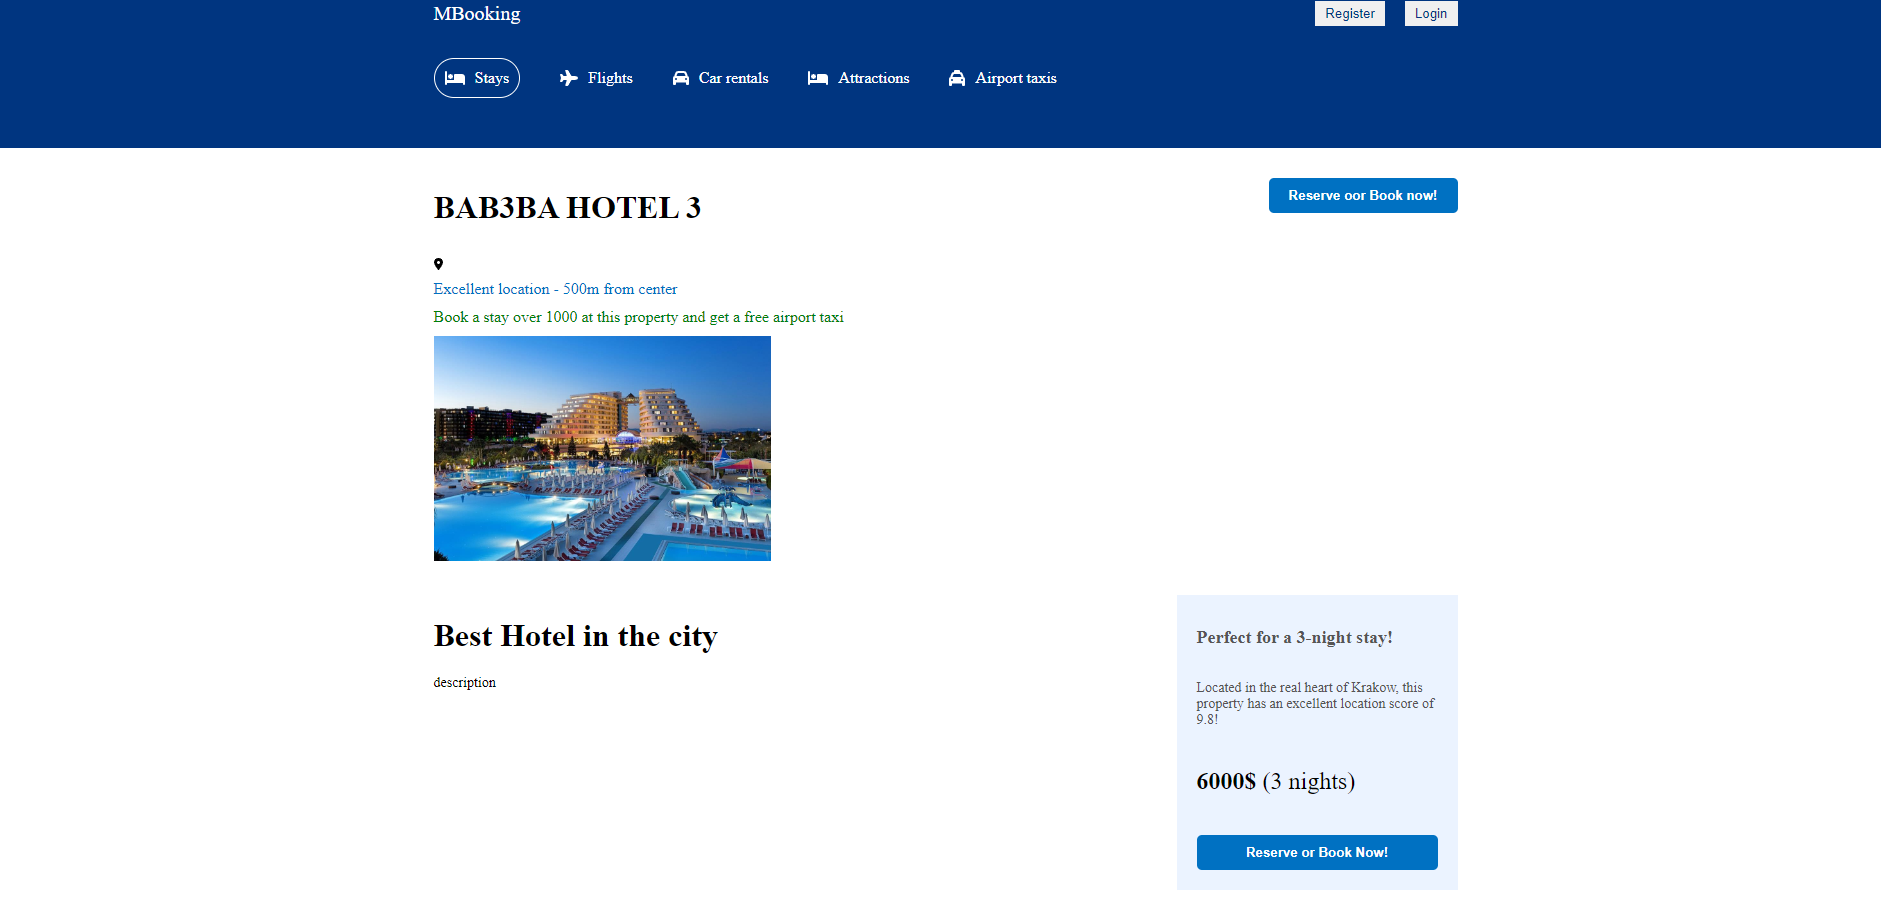 MBooking
Register
Login
Stays
Flights
Car rentals
Attractions
Airport taxis
BAB3BA HOTEL 3
Reserve oor Book now!
Excellent location - 500m from center
Book a stay over 1000 at this property and get a free airport taxi
Best Hotel in the city
description
Perfect for a 3-night stay!
Located in the real heart of Krakow, this
property has an excellent location score of
9.8!
6000$ (3 nights)
Reserve or Book Now!